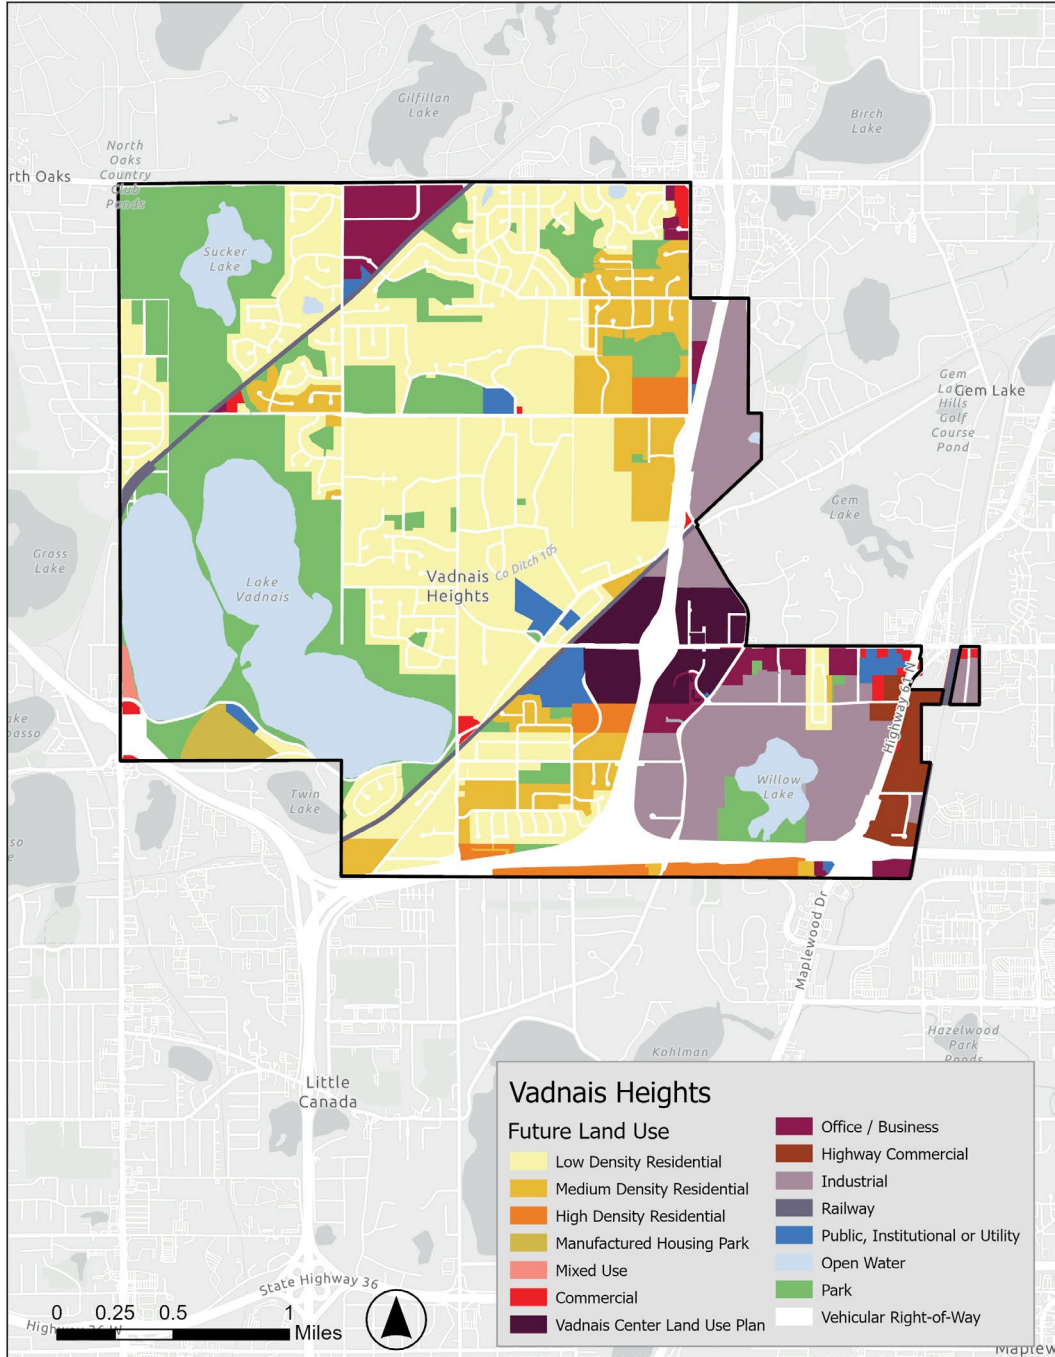 Gilfillan
Lake
Birch
Lake
North
Oaks
Country
Club
Ponds
rth Oaks
Sucker
Lake
Gem
Lake
Hills
Golf
Course
Pond
Gem Lake
Gem
Lake
Grass
Lake
Lake
Vadnais
Vadnais
Heights
Co Ditch 105
Highway 61 N
Willow
Lake
Twin
Lake
Maplewood Dr
Little
Canada
Kohlman
Hazelwood
Park
Ponds
State Highway 36
Highway 36 W
0 0.25 0.5 1
Miles
Vadnais Heights
Future Land Use
Low Density Residential
Medium Density Residential
High Density Residential
Manufactured Housing Park
Mixed Use
Commercial
Vadnais Center Land Use Plan
Office / Business
Highway Commercial
Industrial
Railway
Public, Institutional or Utility
Open Water
Park
Vehicular Right-of-Way
Maplew